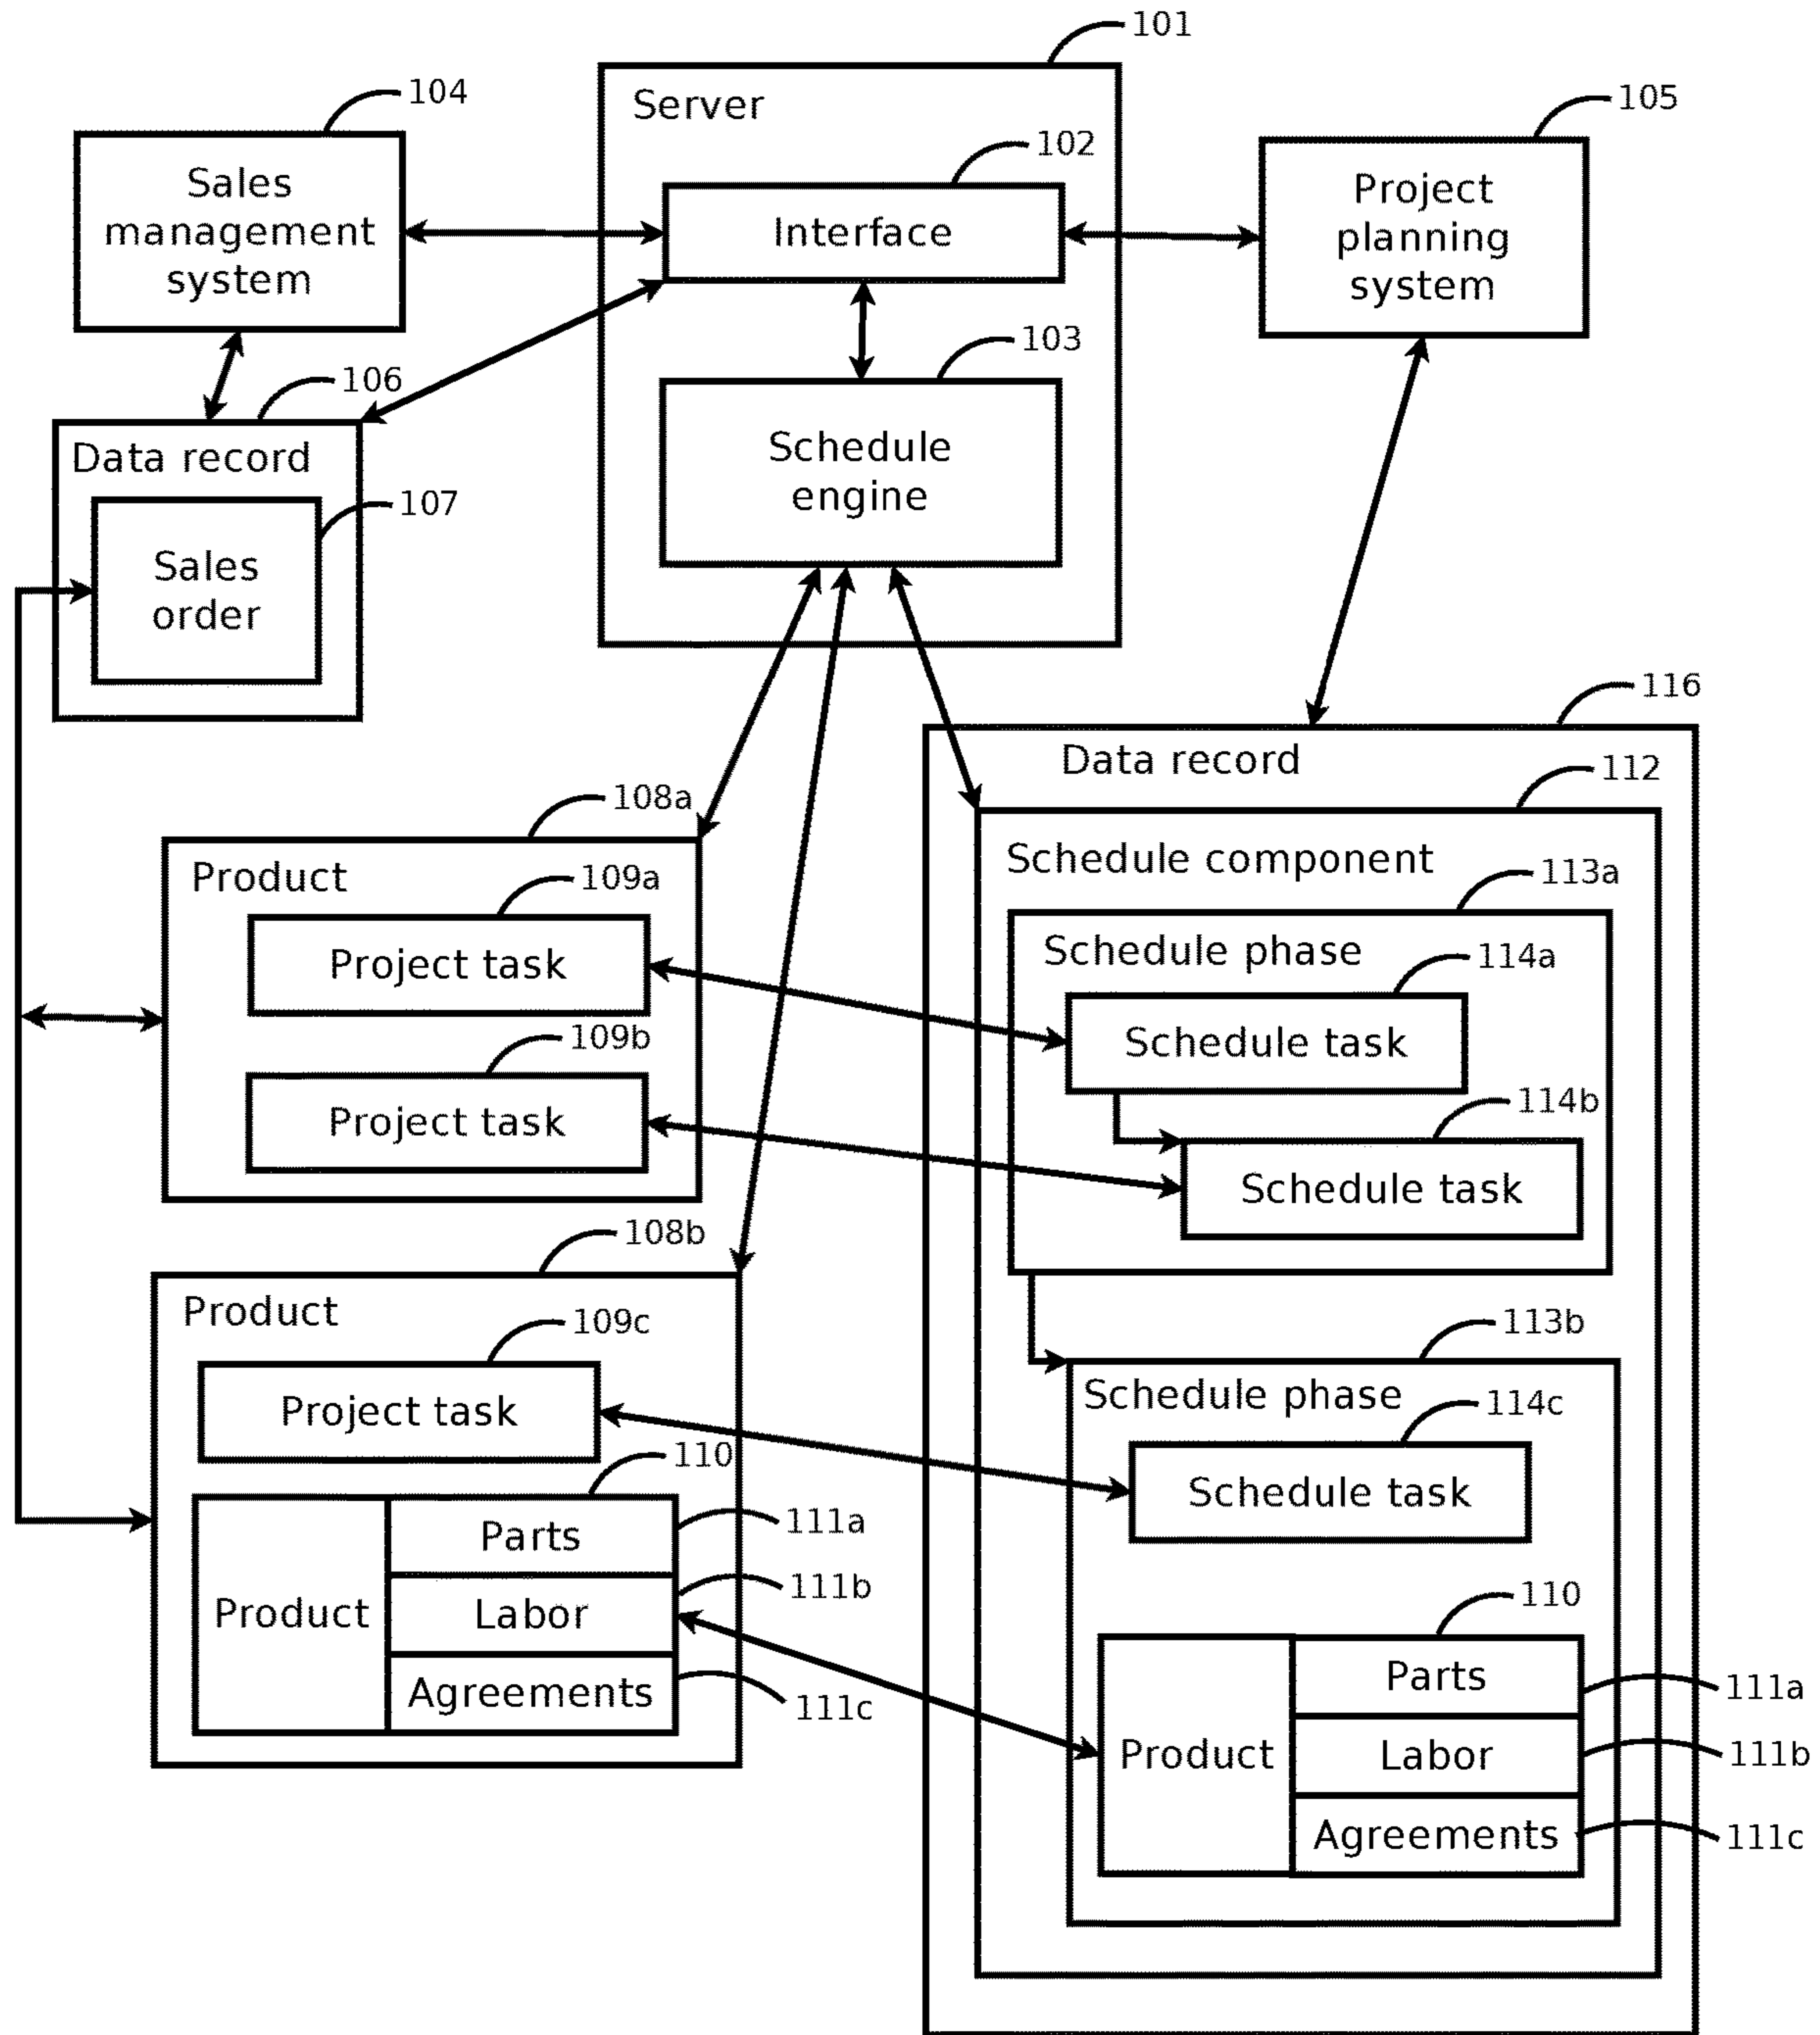 101
Server
104
105
102
Sales
management
system
Interface
Project
planning
system
103
106
Data record
Schedule
engine
107
Sales
order
116
Data record
112
108a
Product
Schedule component
109a
113a
Project task
Schedule phase
114a
109b
Schedule task
Project task
114b
Schedule task
108b
Product
109c
113b
Project task
Schedule phase
114c
110
Schedule task
Parts
111a
Product
Labor
111b
Agreements
111c
110
Parts
111a
Product
Labor
111b
Agreements
111c